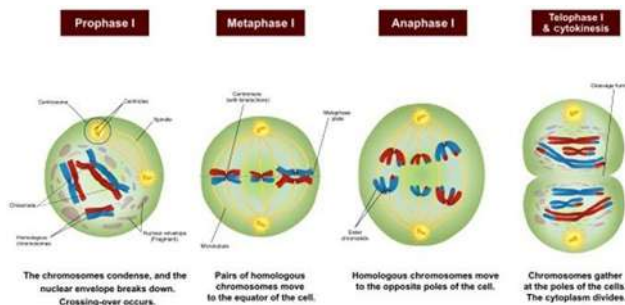 Prophase I
Metaphase I
Anaphase I
Telophase I
& cytokinesis
Centrosome
Centrioles
Spindle
Chromatids
Homologous
chromosomes
Nuclear envelope
(Fragment)
Centromere
(with kinetochore)
Metaphase
plate
Microtubule
Sister
chromatids
Cleavage furrow
The chromosomes condense, and the
nuclear envelope breaks down.
Crossing-over occurs.
Pairs of homologous
chromosomes move
to the equator of the cell.
Homologous chromosomes move
to the opposite poles of the cell.
Chromosomes gather
at the poles of the cells.
The cytoplasm divides.